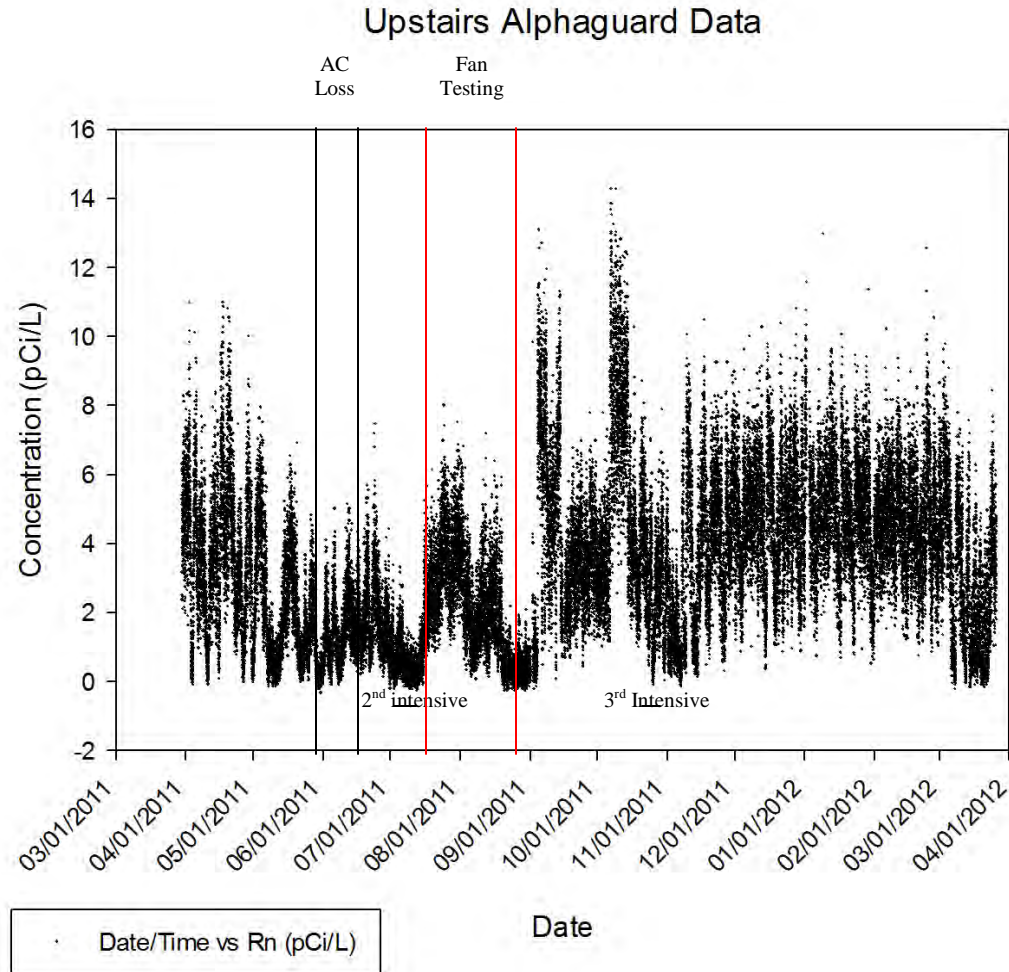 Upstairs Alphaguard Data
AC
Loss
Fan
Testing
16
14
12
10
8
6
4
2
0
-2
Concentration (pCi/L)
2nd intensive
3rd Intensive
03/01/2011
04/01/2011
05/01/2011
06/01/2011
07/01/2011
08/01/2011
09/01/2011
10/01/2011
11/01/2011
12/01/2011
01/01/2012
02/01/2012
03/01/2012
04/01/2012
Date
Date/Time vs Rn (pCi/L)